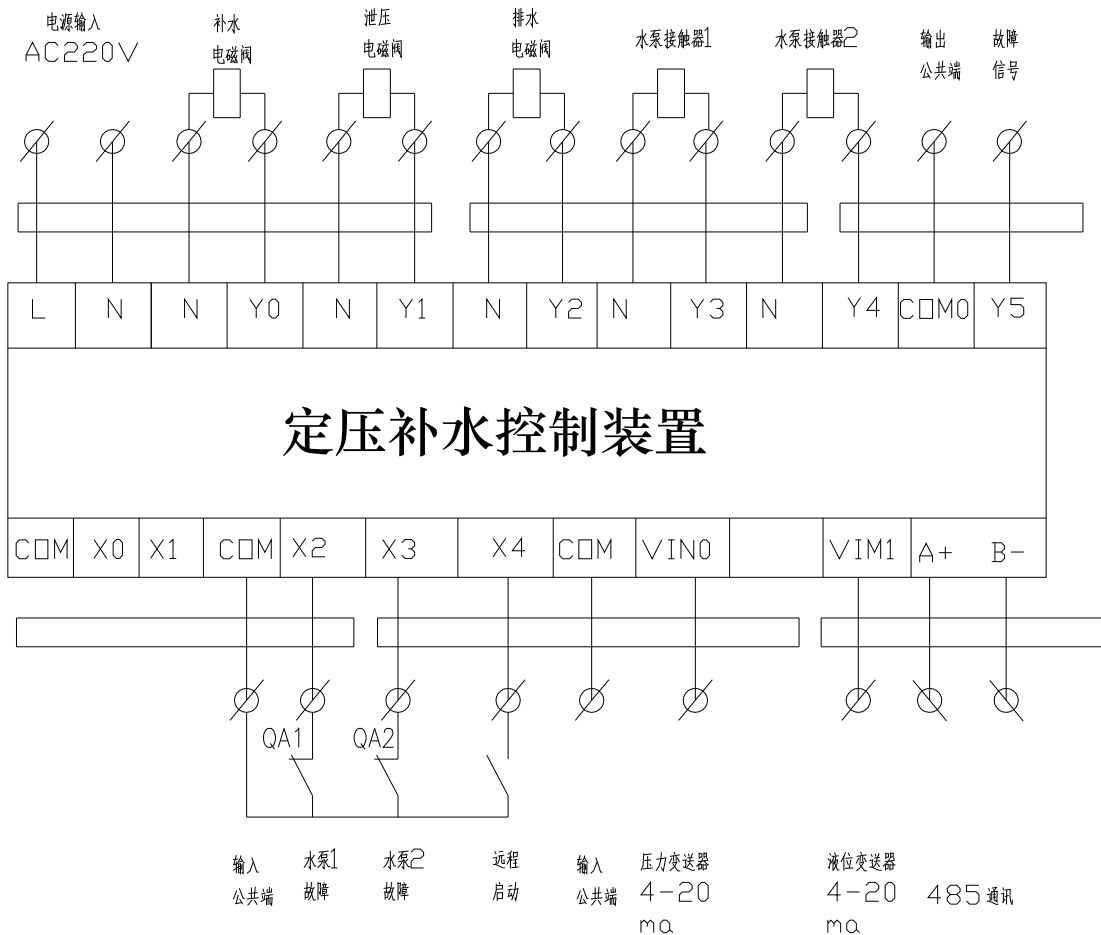 电源输入
AC220V
补水
电磁阀
泄压
电磁阀
排水
电磁阀
水泵接触器1
水泵接触器2
输出
公共端
故障
信号
L N N Y0 N Y1 N Y2 N Y3 N Y4 COM0 Y5
定压补水控制装置
COM X0 X1 COM X2 X3 X4 COM VIN0 VIM1 A+ B-
QA1 QA2
输入
公共端
水泵1
故障
水泵2
故障
远程
启动
输入
公共端
压力变送器
4-20
ma
液位变送器
4-20
ma
485通讯